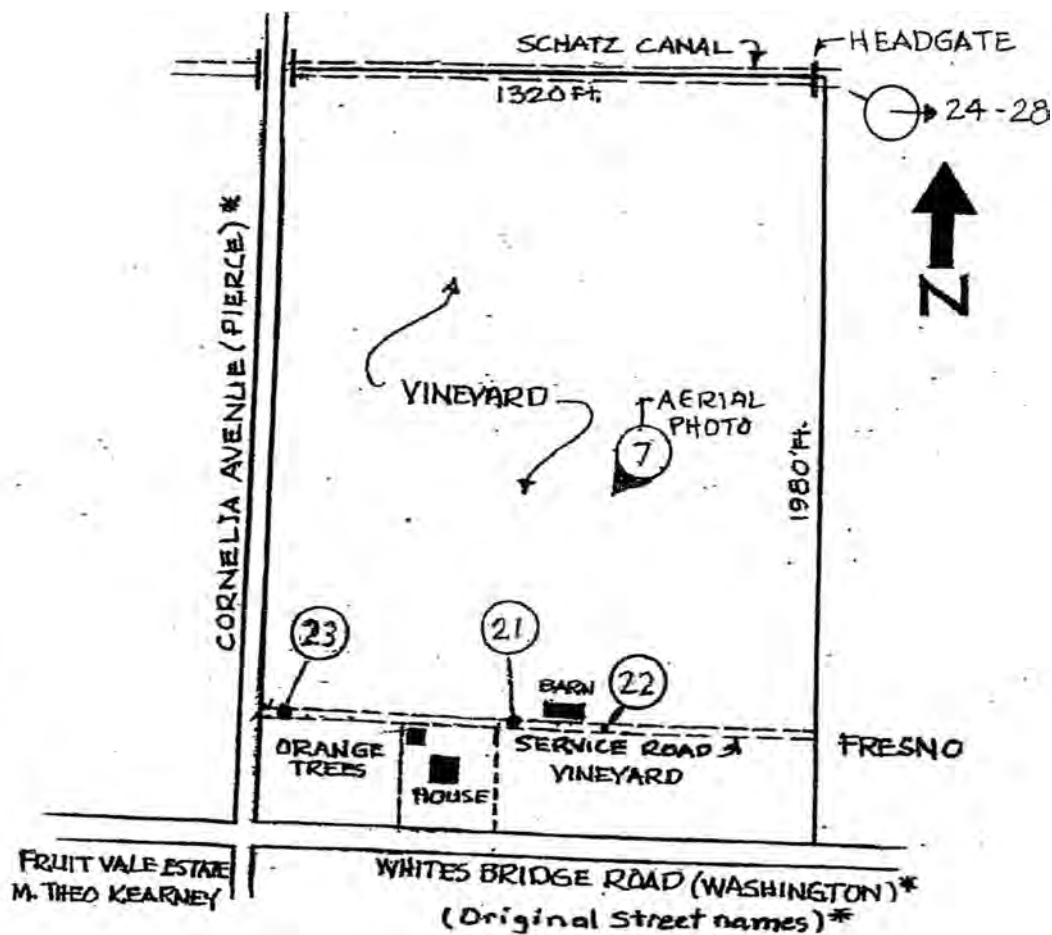 SCHATZ CANAL
HEADGATE
1320 Ft.
24-28
N
CORNELIA AVENUE (PIERCE)*
VINEYARD
AERIAL
PHOTO
7
1980' Ft.
23
21
BARN
22
ORANGE
TREES
HOUSE
SERVICE ROAD
VINEYARD
FRESNO
FRUIT VALE ESTATE
M. THEO KEARNEY
WHITES BRIDGE ROAD (WASHINGTON)*
(Original Street names)*